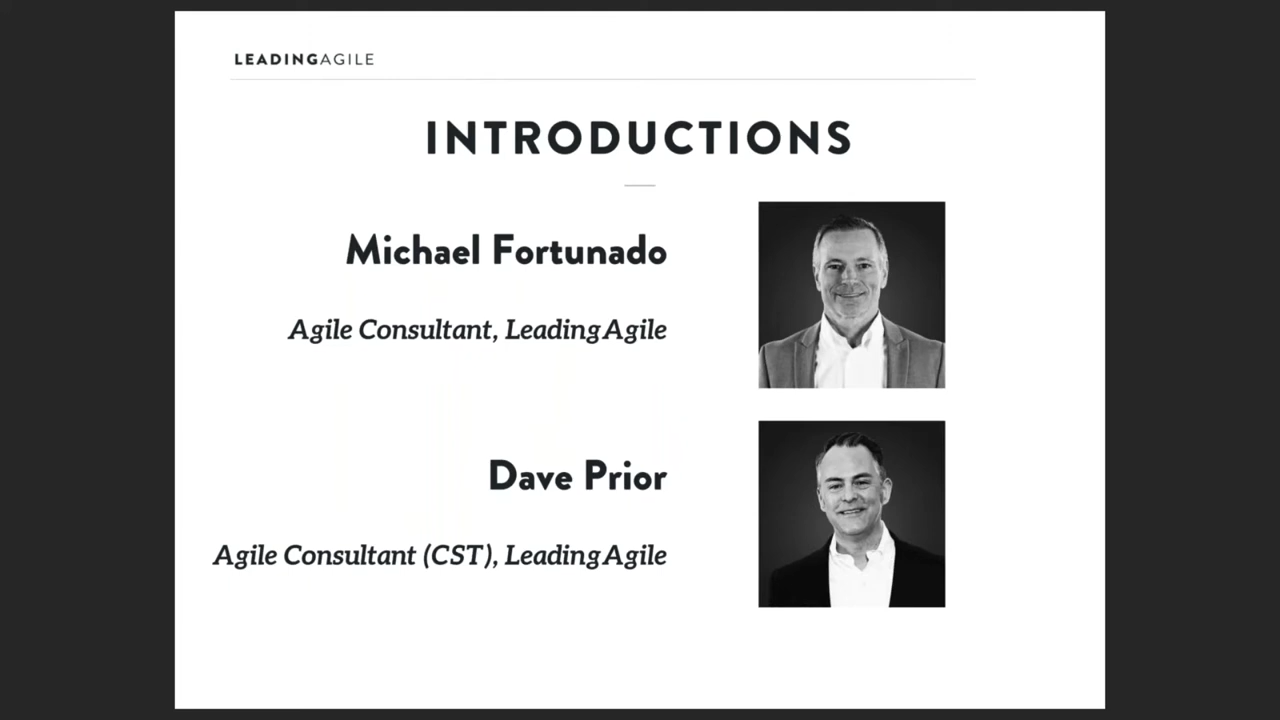 LEADINGAGILE
INTRODUCTIONS
Michael Fortunado
Agile Consultant, LeadingAgile
Dave Prior
Agile Consultant (CST), LeadingAgile